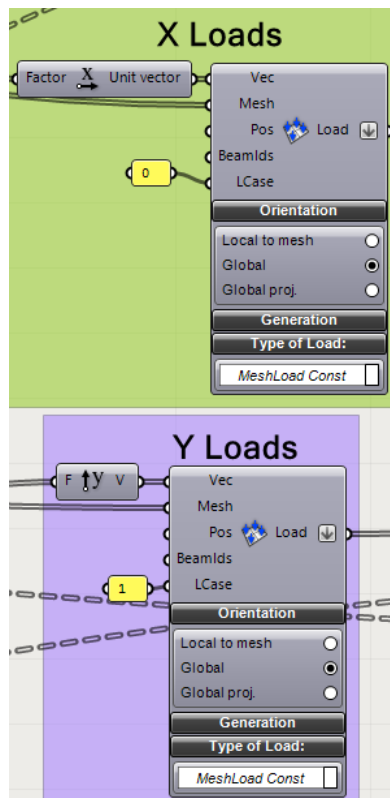 X Loads
Factor X Unit vector
Vec
Mesh
Pos Load
BeamIds
0
LCase
Orientation
Local to mesh
Global
Global proj.
Generation
Type of Load:
MeshLoad Const
Y Loads
F y V
Vec
Mesh
Pos Load
BeamIds
1
LCase
Orientation
Local to mesh
Global
Global proj.
Generation
Type of Load:
MeshLoad Const